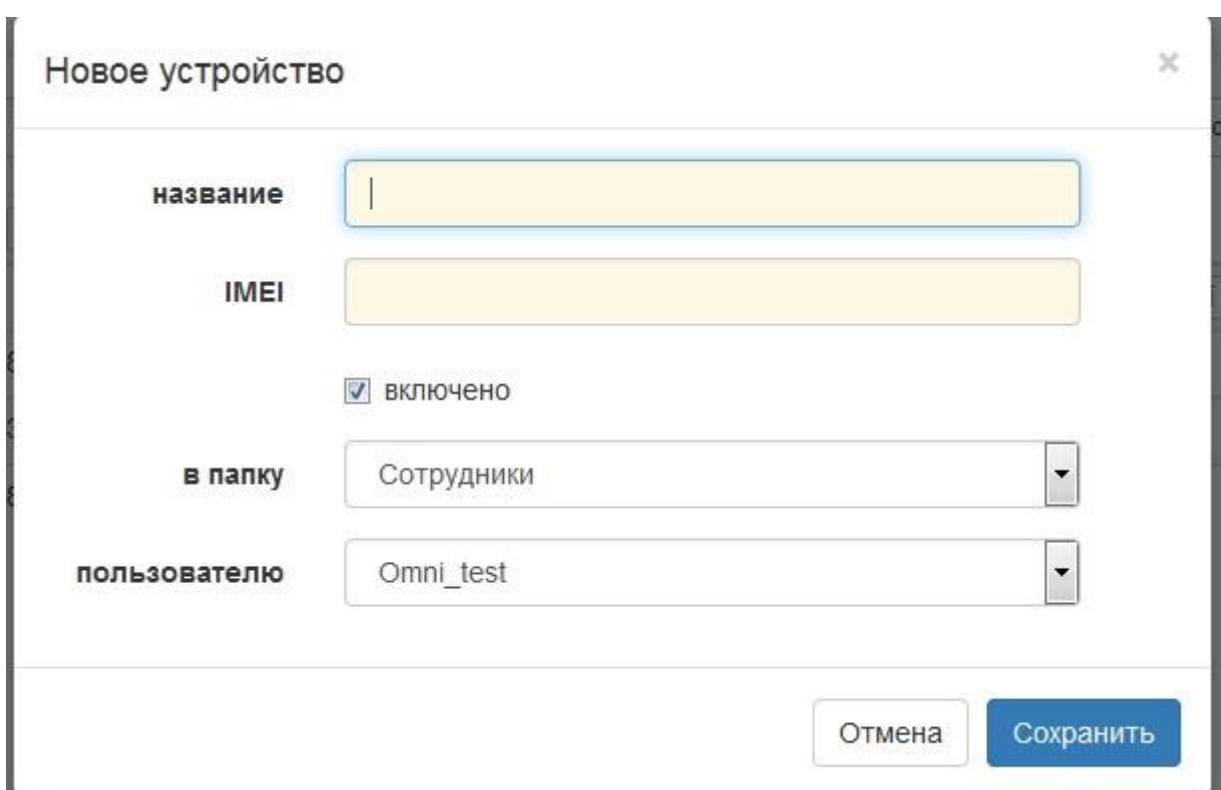 Новое устройство ×
название
IMEI
включено
в папку Сотрудники
пользователю Omni_test
Отмена Сохранить